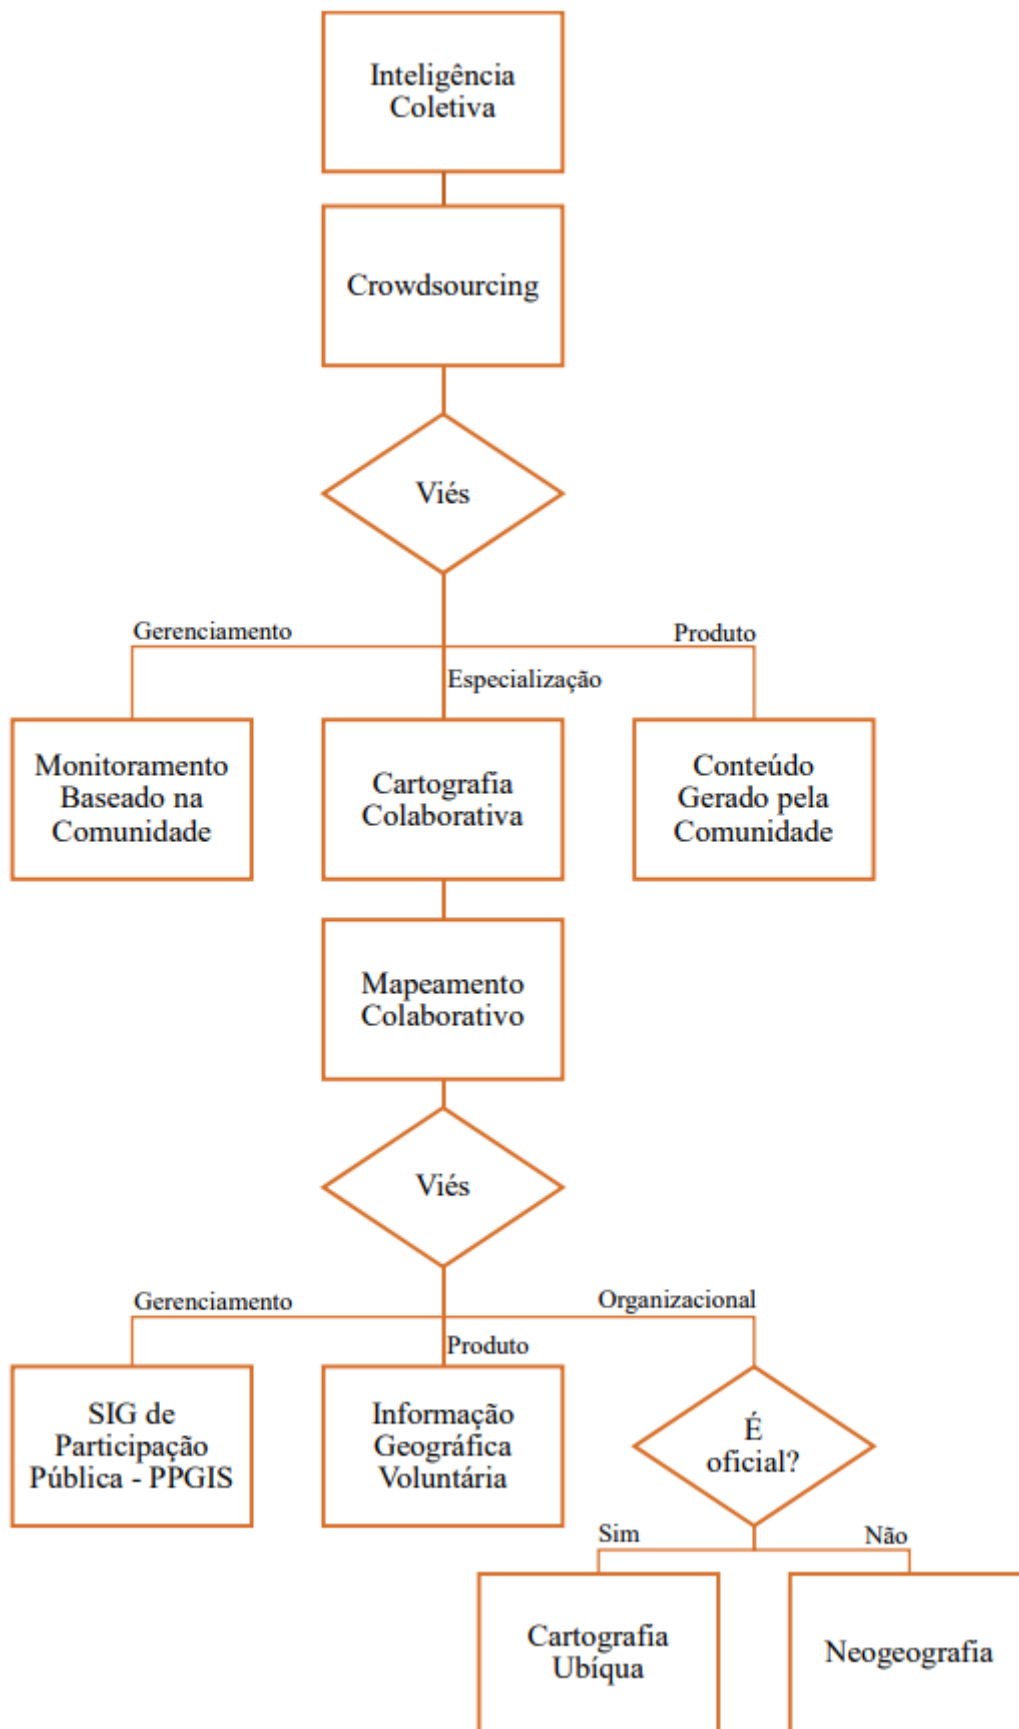 Inteligência
Coletiva
Crowdsourcing
Viés
Gerenciamento
Produto
Especialização
Monitoramento
Baseado na
Comunidade
Cartografia
Colaborativa
Conteúdo
Gerado pela
Comunidade
Mapeamento
Colaborativo
Viés
Gerenciamento
Organizacional
Produto
SIG de
Participação
Pública - PPGIS
Informação
Geográfica
Voluntária
É
oficial?
Sim
Não
Cartografia
Ubíqua
Neogeografia